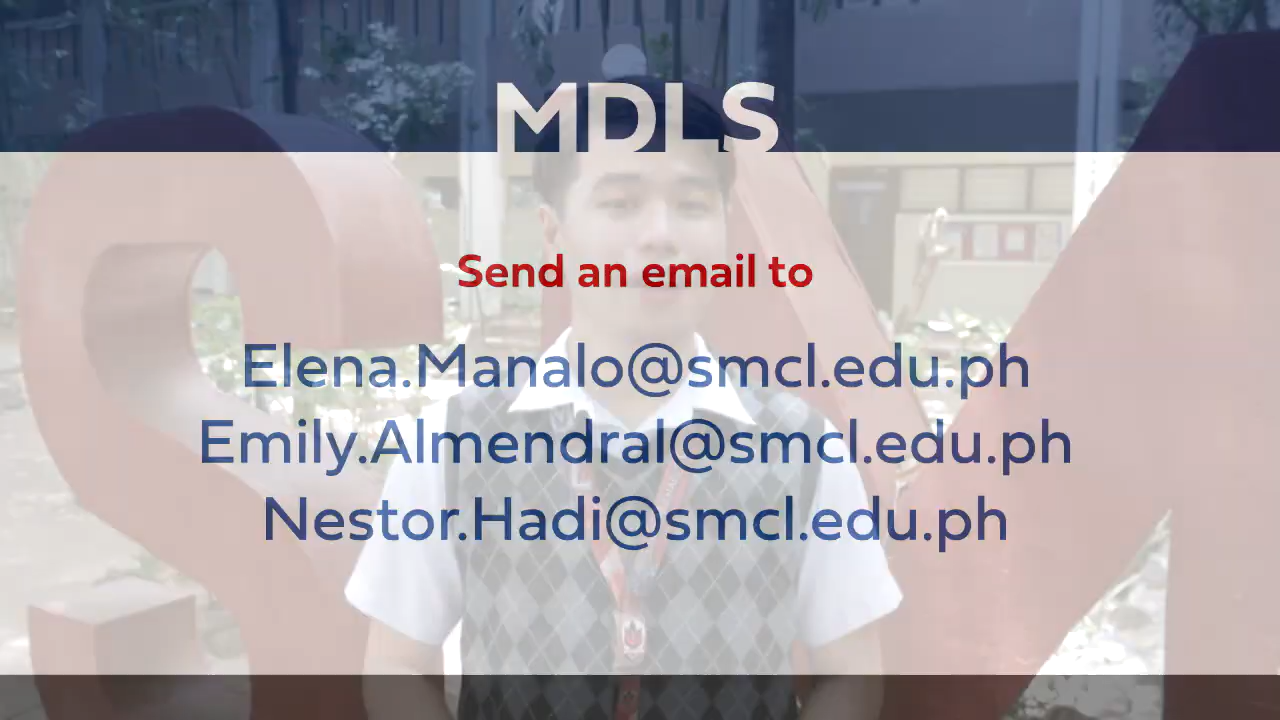 MDLS
Send an email to
Elena.Manalo@smcl.edu.ph
Emily.Almendral@smcl.edu.ph
Nestor.Hadi@smcl.edu.ph